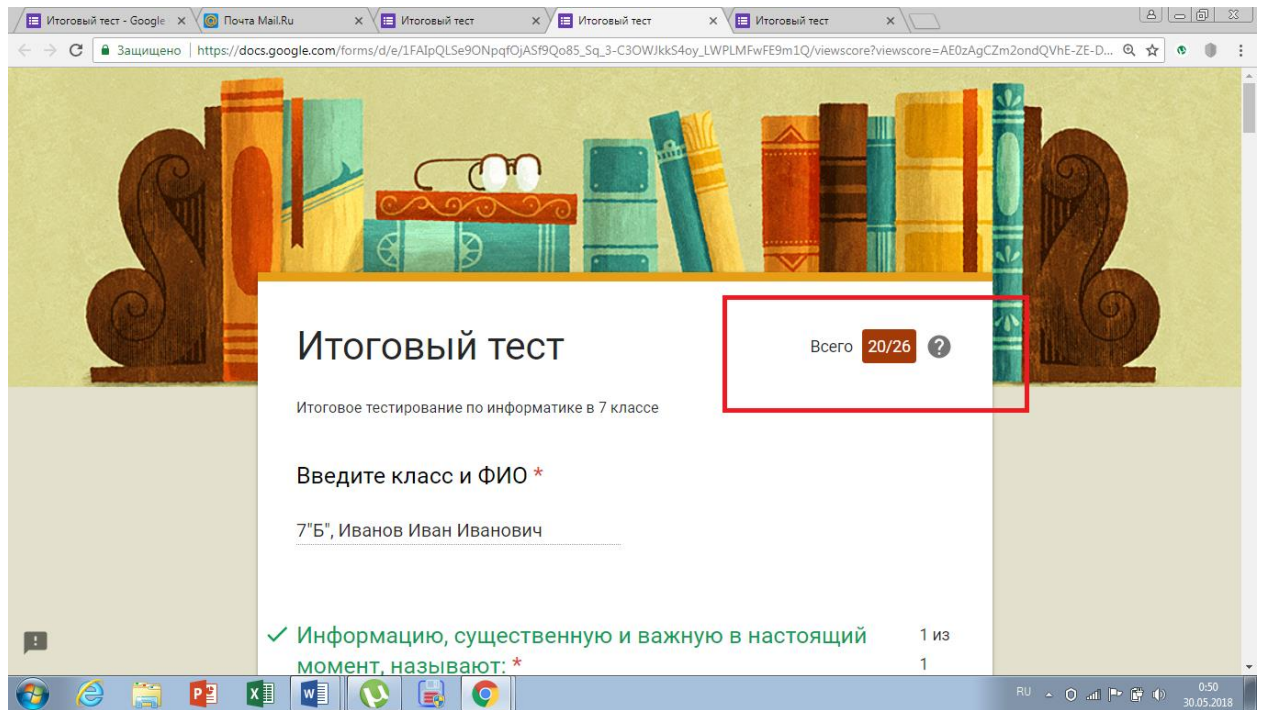 Итоговый тест - Google
Почта Mail.Ru
Итоговый тест
Итоговый тест
Итоговый тест
Защищено
https://docs.google.com/forms/d/e/1FAIpQLSe9ONpqfOjASf9Qo85_Sq_3-C3OWJkkS4oy_LWPLMFwFE9m1Q/viewscore?viewscore=AE0zAgCZm2ondQVhE-ZE-D...
Итоговый тест
Всего 20/26
Итоговое тестирование по информатике в 7 классе
Введите класс и ФИО *
7"Б", Иванов Иван Иванович
Информацию, существенную и важную в настоящий
момент, называют: *
1 из
1
RU
0:50
30.05.2018